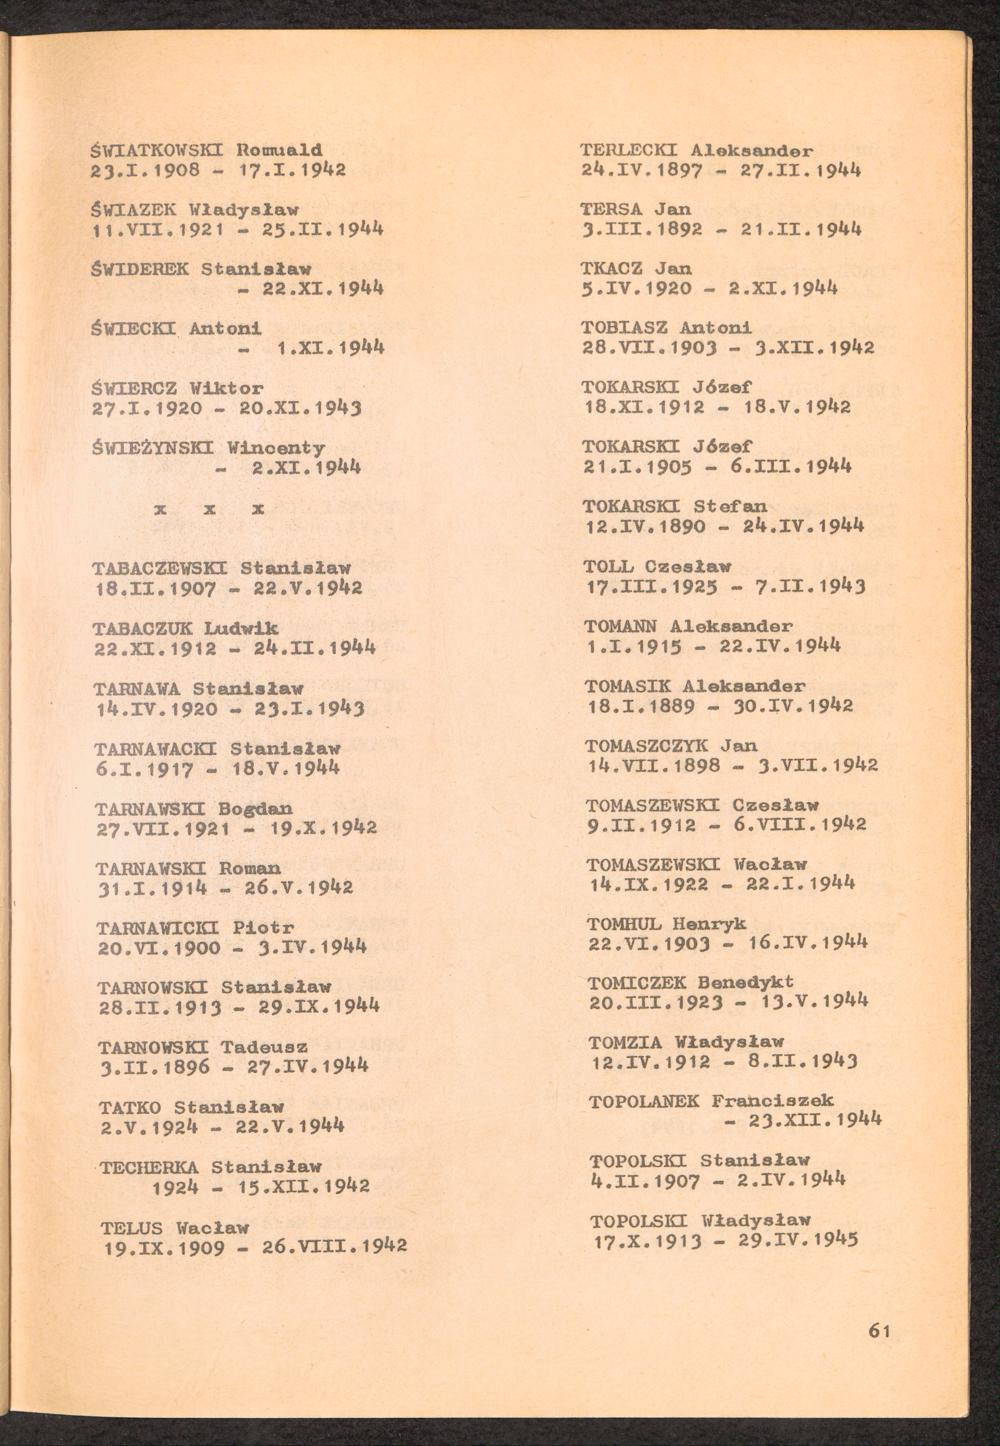 ŚWIATKOWSKI Romuald
23.I.1908 - 17.I.1942
ŚWIAZEK Władysław
11.VII.1921 - 25.II.1944
ŚWIDEREK Stanisław
- 22.XI.1944
ŚWIECKI Antoni
- 1.XI.1944
ŚWIERCZ Wiktor
27.I.1920 - 20.XI.1943
ŚWIEŻYNSKI Wincenty
- 2.XI.1944
x x x
TABACZEWSKI Stanisław
18.II.1907 - 22.V.1942
TABACZUK Ludwik
22.XI.1912 - 24.II.1944
TARNAWA Stanisław
14.IV.1920 - 23.I.1943
TARNAWACKI Stanisław
6.I.1917 - 18.V.1944
TARNAWSKI Bogdan
27.VII.1921 - 19.X.1942
TARNAWSKI Roman
31.I.1914 - 26.V.1942
TARNAWICKI Piotr
20.VI.1900 - 3.IV.1944
TARNOWSKI Stanisław
28.II.1913 - 29.IX.1944
TARNOWSKI Tadeusz
3.II.1896 - 27.IV.1944
TATKO Stanisław
2.V.1924 - 22.V.1944
TECHERKA Stanisław
1924 - 15.XII.1942
TELUS Wacław
19.IX.1909 - 26.VIII.1942
TERLECKI Aleksander
24.IV.1897 - 27.II.1944
TERSA Jan
3.III.1892 - 21.II.1944
TKACZ Jan
5.IV.1920 - 2.XI.1944
TOBIASZ Antoni
28.VII.1903 - 3.XII.1942
TOKARSKI Józef
18.XI.1912 - 18.V.1942
TOKARSKI Józef
21.I.1905 - 6.III.1944
TOKARSKI Stefan
12.IV.1890 - 24.IV.1944
TOLL Czesław
17.III.1925 - 7.II.1943
TOMANN Aleksander
1.I.1915 - 22.IV.1944
TOMASIK Aleksander
18.I.1889 - 30.IV.1942
TOMASZCZYK Jan
14.VII.1898 - 3.VII.1942
TOMASZEWSKI Czesław
9.II.1912 - 6.VIII.1942
TOMASZEWSKI Wacław
14.IX.1922 - 22.I.1944
TOMHUL Henryk
22.VI.1903 - 16.IV.1944
TOMICZEK Benedykt
20.III.1923 - 13.V.1944
TOMZIA Władysław
12.IV.1912 - 8.II.1943
TOPOLANEK Franciszek
- 23.XII.1944
TOPOLSKI Stanisław
4.II.1907 - 2.IV.1944
TOPOLSKI Władysław
17.X.1913 - 29.IV.1945
61